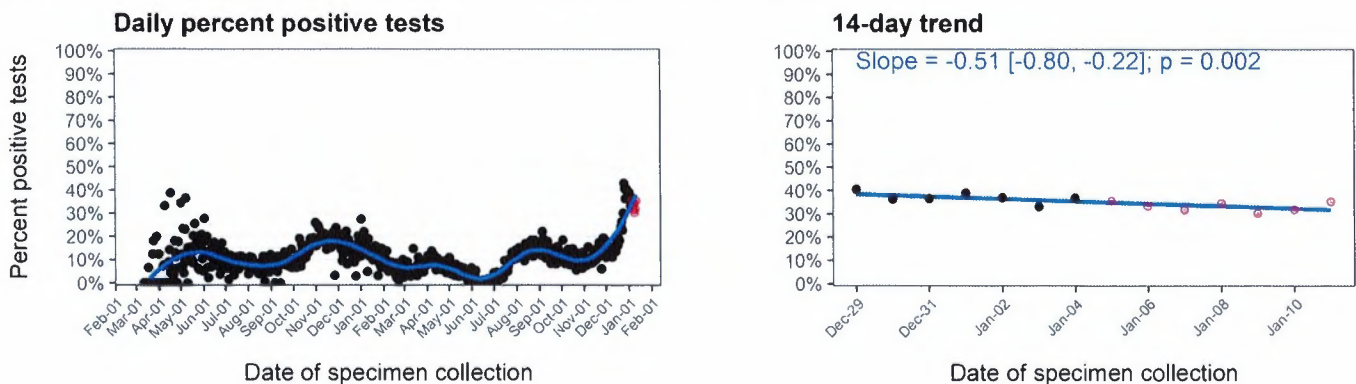 Daily percent positive tests
Percent positive tests
100%
90%
80%
70%
60%
50%
40%
30%
20%
10%
0%
Feb-01
Mar-01
Apr-01
May-01
Jun-01
Jul-01
Aug-01
Sep-01
Oct-01
Nov-01
Dec-01
Jan-01
Feb-01
Mar-01
Apr-01
May-01
Jun-01
Jul-01
Aug-01
Sep-01
Oct-01
Nov-01
Dec-01
Jan-01
Feb-01
Date of specimen collection
14-day trend
Slope = -0.51 [-0.80, -0.22]; p = 0.002
100%
90%
80%
70%
60%
50%
40%
30%
20%
10%
0%
Dec-29
Dec-31
Jan-02
Jan-04
Jan-06
Jan-08
Jan-10
Date of specimen collection